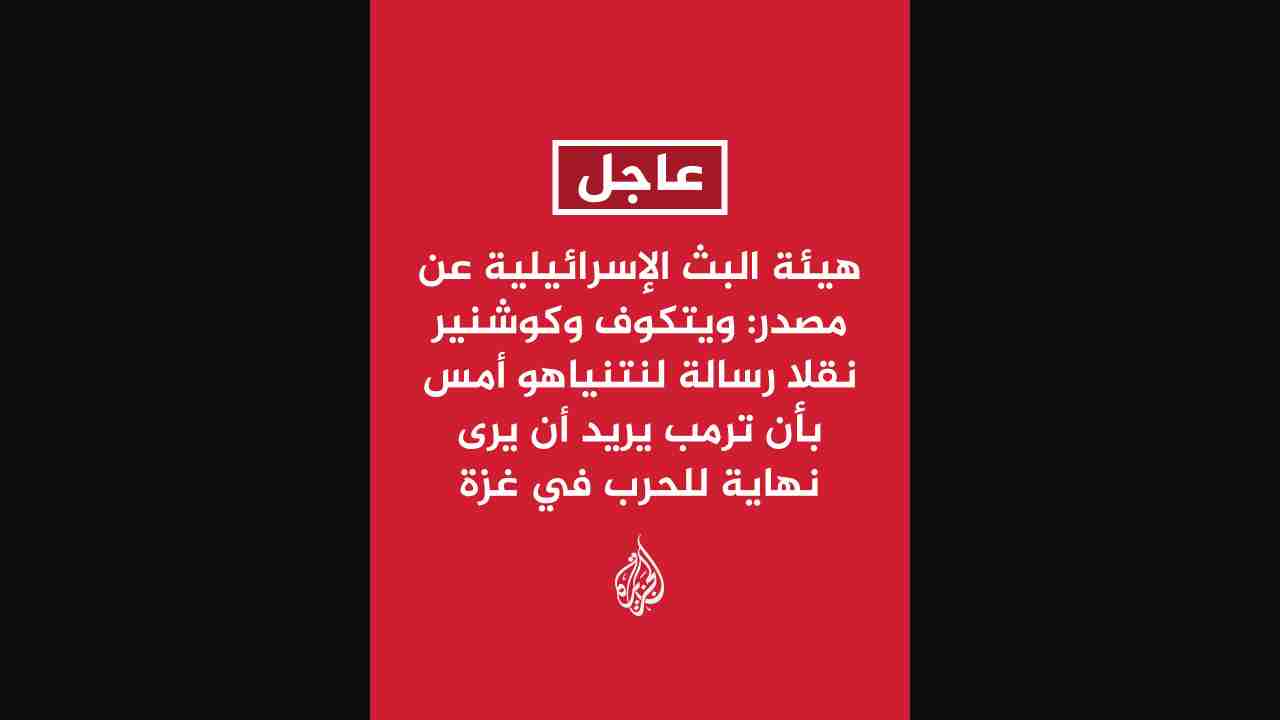 عاجل
هيئة البث الإسرائيلية عن
مصدر: ويتكوف وكوشنير
نقلا رسالة لنتنياهو أمس
بأن ترمب يريد أن يرى
نهاية للحرب في غزة
الجزيرة